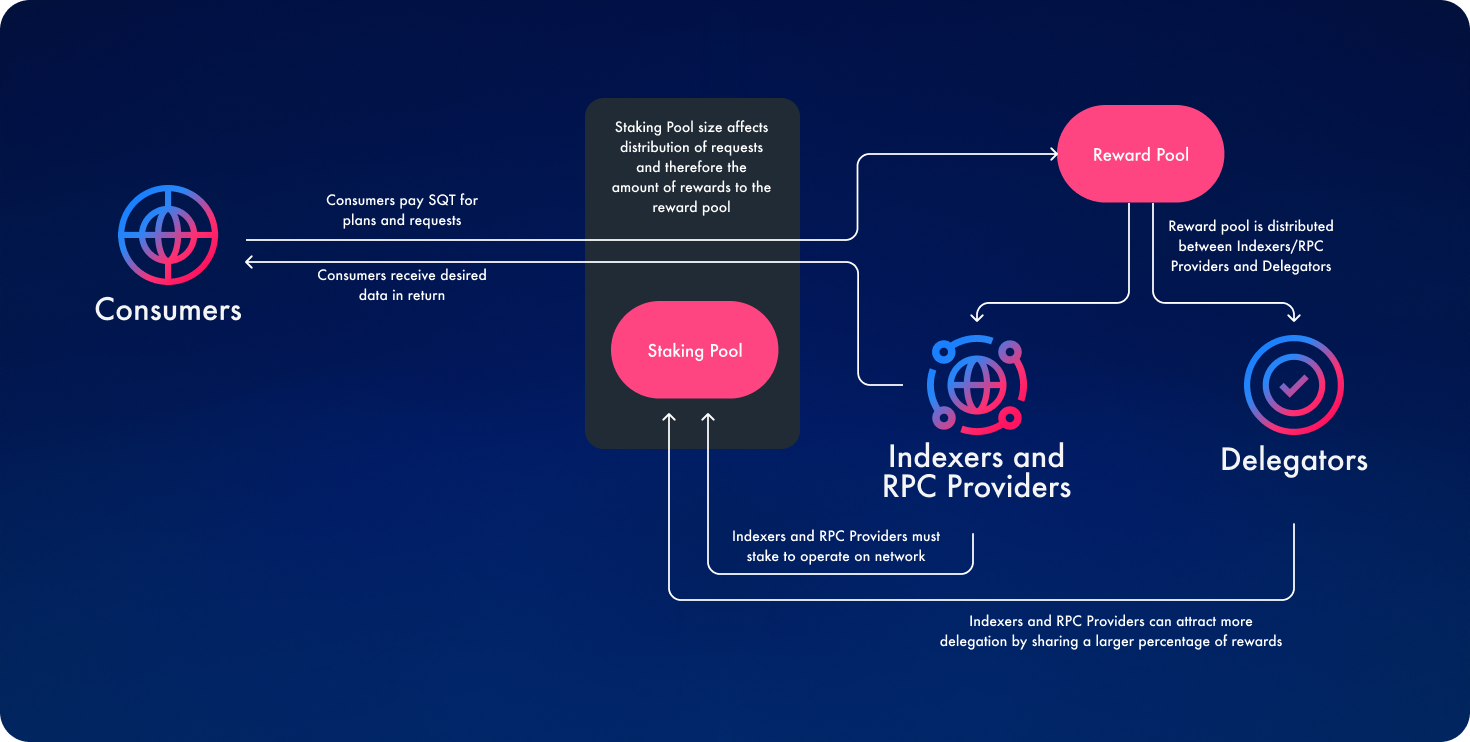 Staking Pool size affects
distribution of requests
and therefore the
amount of rewards to the
reward pool
Reward Pool
Consumers pay SQT for
plans and requests
Reward pool is distributed
between Indexers/RPC
Providers and Delegators
Consumers receive desired
data in return
Consumers
Staking Pool
Indexers and
RPC Providers
Delegators
Indexers and RPC Providers must
stake to operate on network
Indexers and RPC Providers can attract more
delegation by sharing a larger percentage of rewards